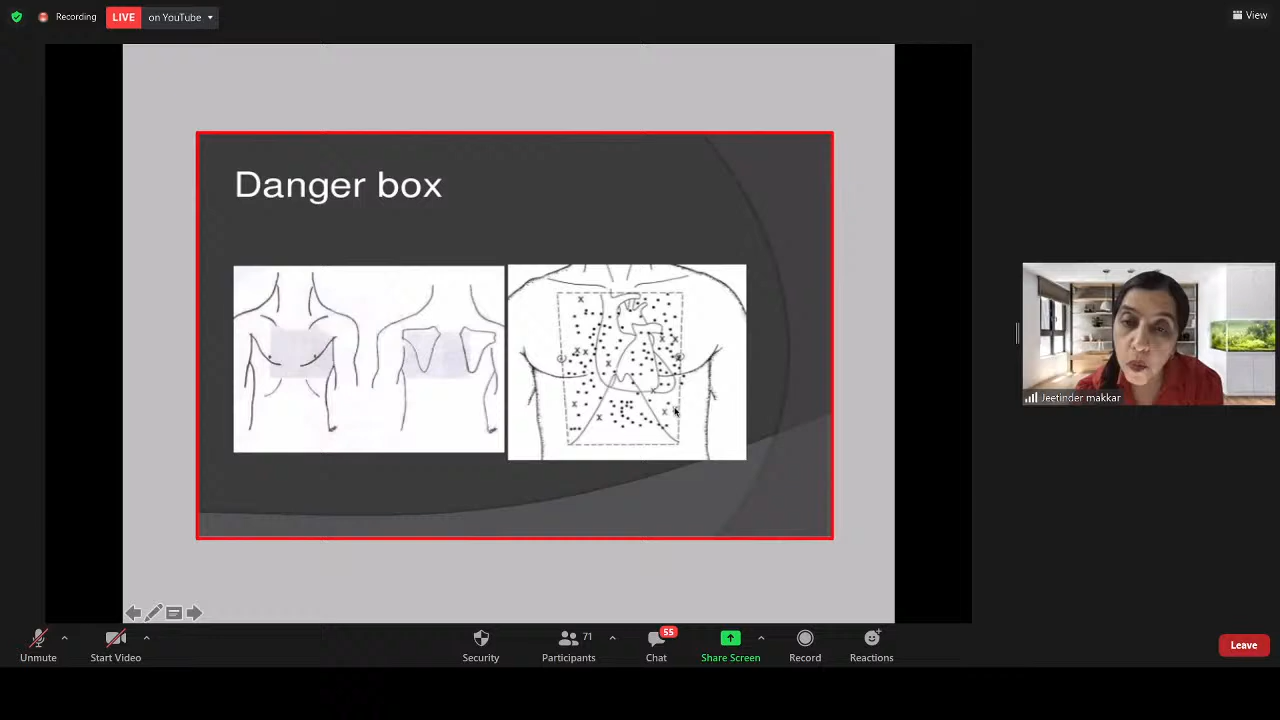 Recording
LIVE
on YouTube
View
Danger box
Jeetinder makkar
Unmute
Start Video
Security
71
Participants
55
Chat
Share Screen
Record
Reactions
Leave